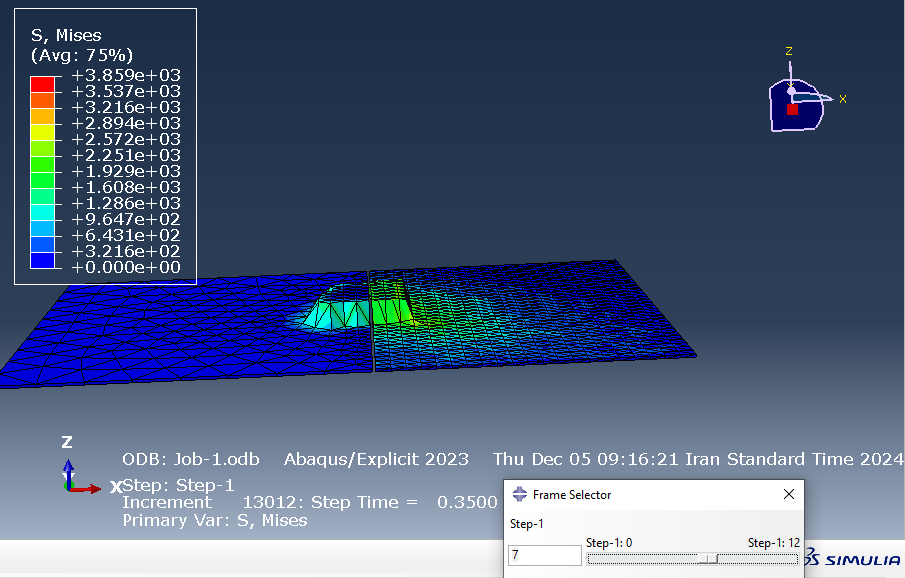 S, Mises
(Avg: 75%)
+3.859e+03
+3.537e+03
+3.216e+03
+2.894e+03
+2.572e+03
+2.251e+03
+1.929e+03
+1.608e+03
+1.286e+03
+9.647e+02
+6.431e+02
+3.216e+02
+0.000e+00
Z
Y
X
Z
X
ODB: Job-1.odb Abaqus/Explicit 2023 Thu Dec 05 09:16:21 Iran Standard Time 2024
Step: Step-1
Increment 13012: Step Time = 0.3500
Primary Var: S, Mises
Frame Selector
Step-1
Step-1: 0 Step-1: 12
7
SIMULIA